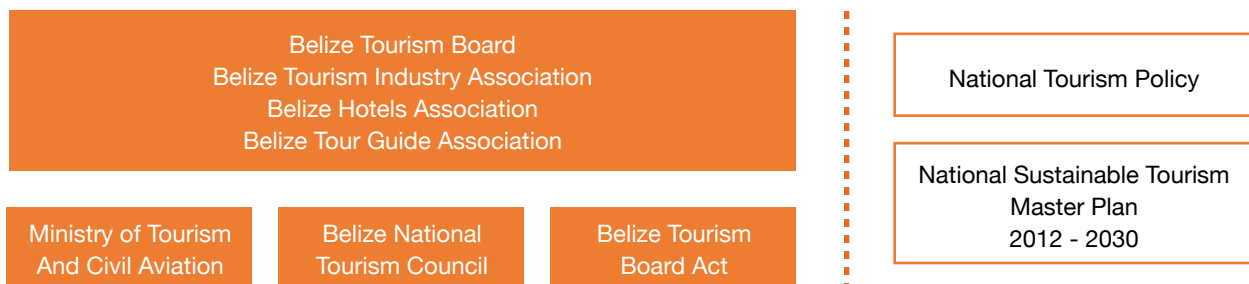 Belize Tourism Board
Belize Tourism Industry Association
Belize Hotels Association
Belize Tour Guide Association
Ministry of Tourism
And Civil Aviation
Belize National
Tourism Council
Belize Tourism
Board Act
National Tourism Policy
National Sustainable Tourism
Master Plan
2012 - 2030